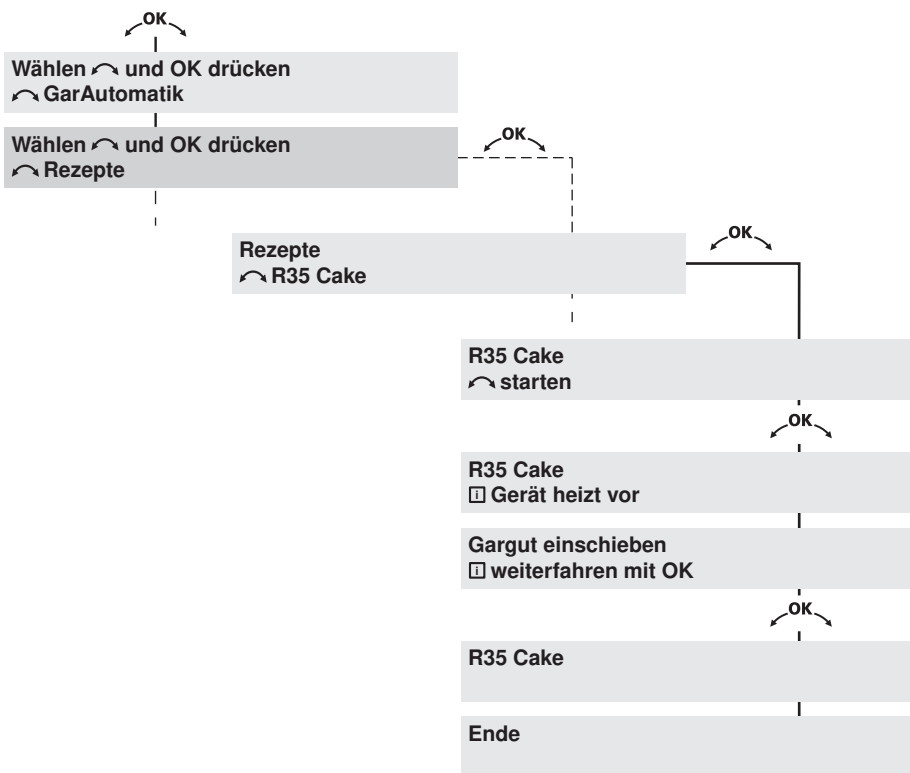 OK
Wählen und OK drücken
GarAutomatik
Wählen und OK drücken
Rezepte
OK
Rezepte
R35 Cake
OK
R35 Cake
starten
OK
R35 Cake
i Gerät heizt vor
Gargut einschieben
i weiterfahren mit OK
OK
R35 Cake
Ende